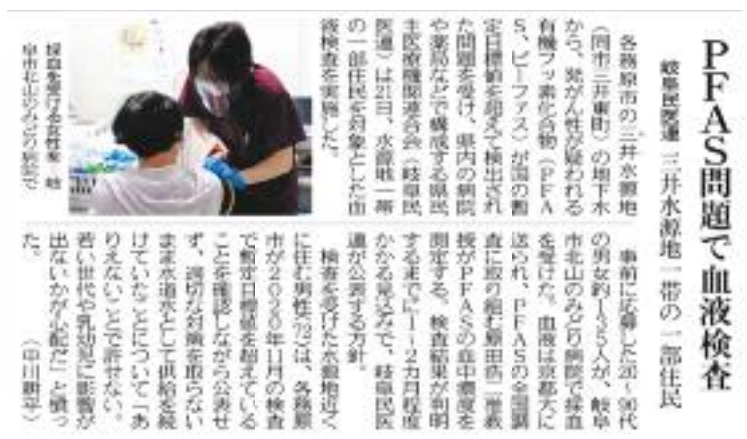 PFAS問題で血液検査
岐阜民医連 三井水源地一帯の一部住民
各務原市の三井水源地
(同市三井東町)の地下水
から、発がん性が疑われる
有機フッ素化合物(PFA
S、ピーファス)が国の暫
定目標値を超えて検出され
た問題を受け、県内の病院
や薬局などで構成する県民
主医療機関連合会(岐阜民
医連)は21日、水源地一帯
の一部住民を対象とした血
液検査を実施した。
採血を受ける女性=岐
阜市北山のみどり病院で
事前に応募した20~90代
の男女約135人が、岐阜
市北山のみどり病院で採血
を受けた。血液は京都大に
送られ、PFASの全国調
査に取り組む原田浩二准教
授がPFASの血中濃度を
測定する。検査結果が判明
するまでに1~2カ月程度
かかる見込みで、岐阜民医
連が公表する方針。
検査を受けた水源地近く
に住む男性(72)は、各務原
市が2020年11月の検査
で暫定目標値を超えている
ことを確認しながら公表せ
ず、適切な対策を取らない
まま水道水として供給を続
けていたことについて「あ
りえないことで許せない。
若い世代や乳幼児に影響が
出ないかが心配だ」と憤っ
た。 (中川耕平)